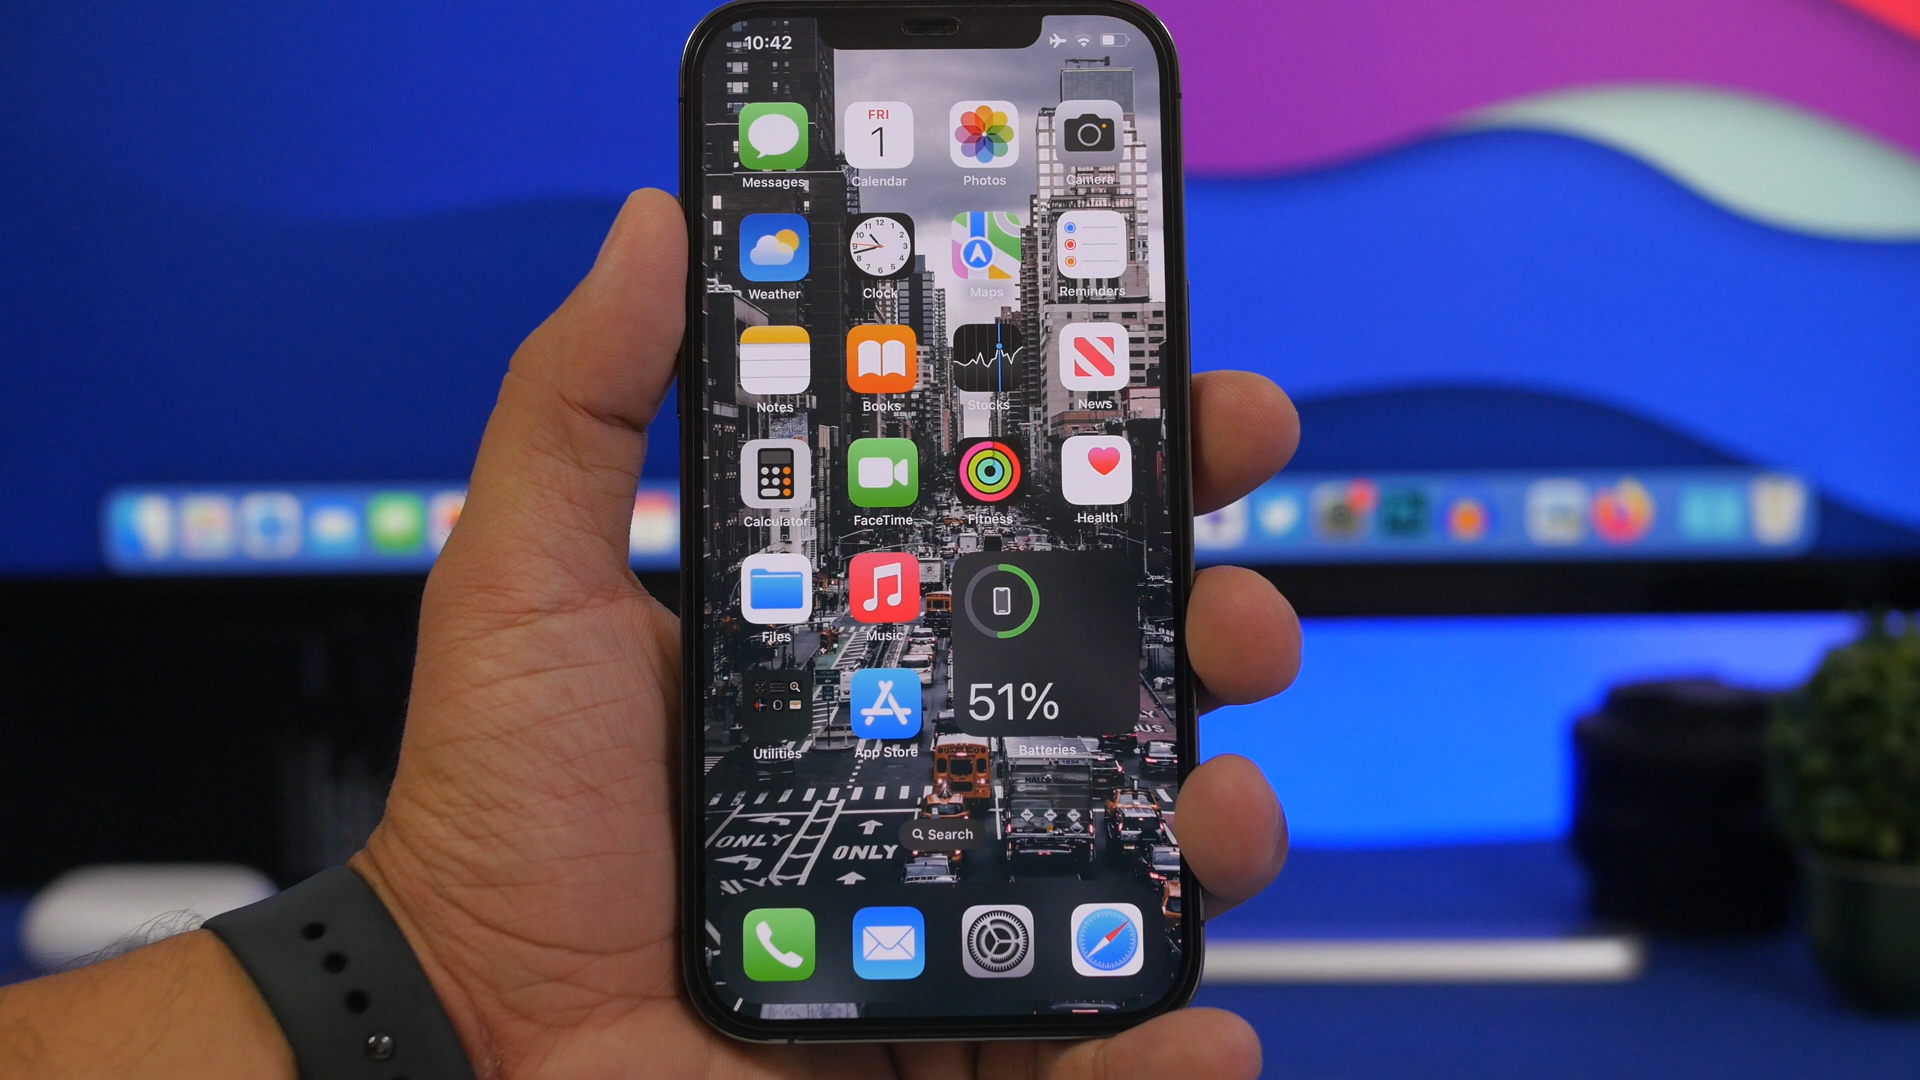 10:42
FRI
1
Messages
Calendar
Photos
Camera
Weather
Clock
Maps
Reminders
Notes
Books
Stocks
News
Calculator
FaceTime
Fitness
Health
Files
Music
51%
Utilities
App Store
Batteries
ONLY
ONLY
Search